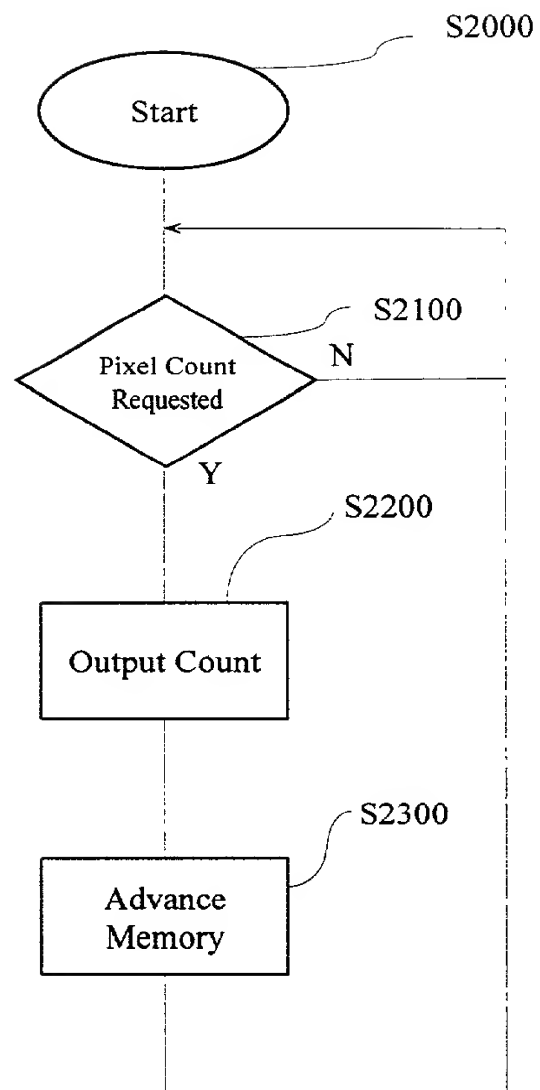 S2000
Start
S2100
Pixel Count
Requested
N
Y
S2200
Output Count
S2300
Advance
Memory